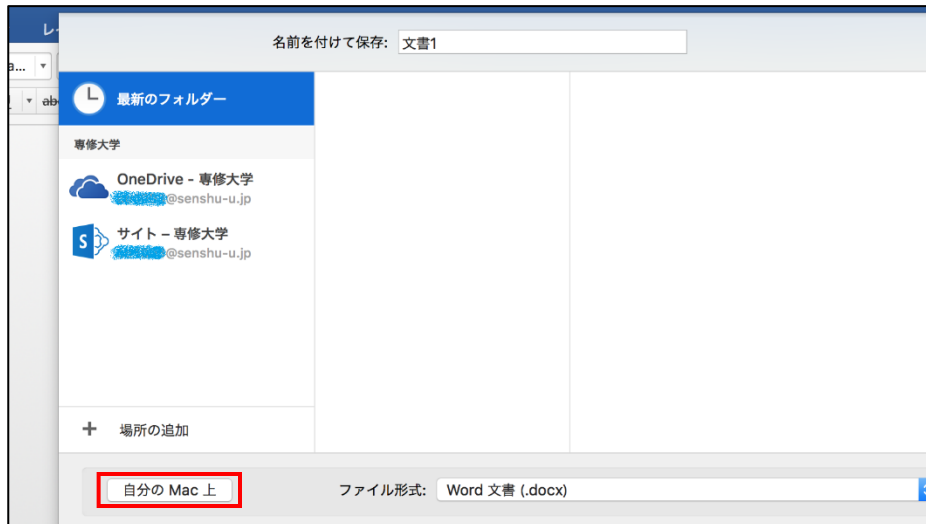 レ
a...
abc
名前を付けて保存: 文書1
最新のフォルダー
専修大学
OneDrive - 専修大学
@senshu-u.jp
S
サイト – 専修大学
@senshu-u.jp
+ 場所の追加
自分の Mac 上
ファイル形式: Word 文書 (.docx)